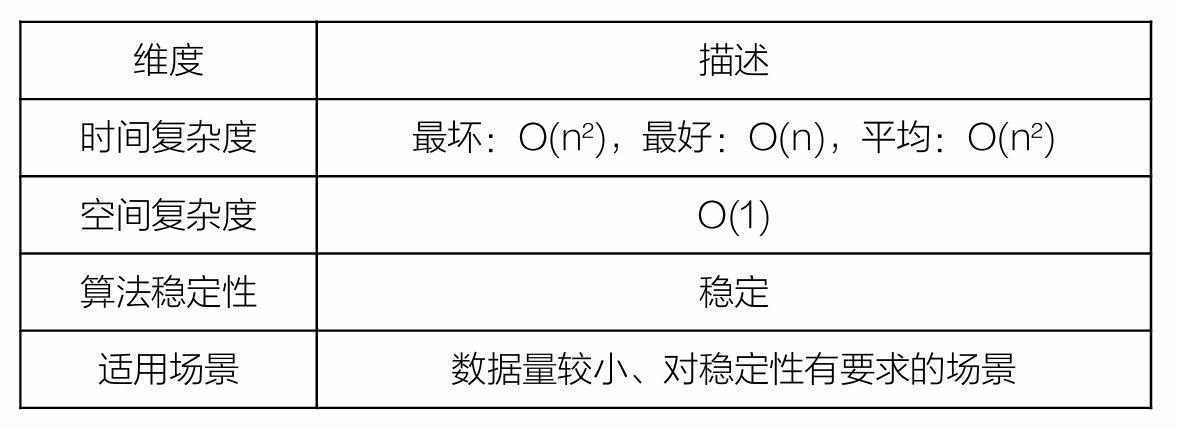 维度 描述
时间复杂度 最坏：O(n²)，最好：O(n)，平均：O(n²)
空间复杂度 O(1)
算法稳定性 稳定
适用场景 数据量较小、对稳定性有要求的场景